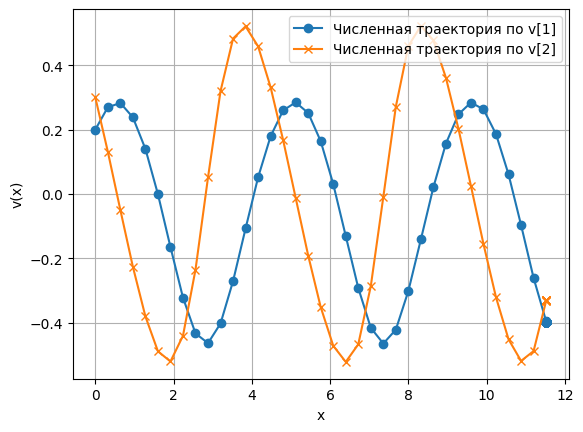 Численная траектория по v[1]
Численная траектория по v[2]
0.4
0.2
0.0
−0.2
−0.4
v(x)
0 2 4 6 8 10 12
x